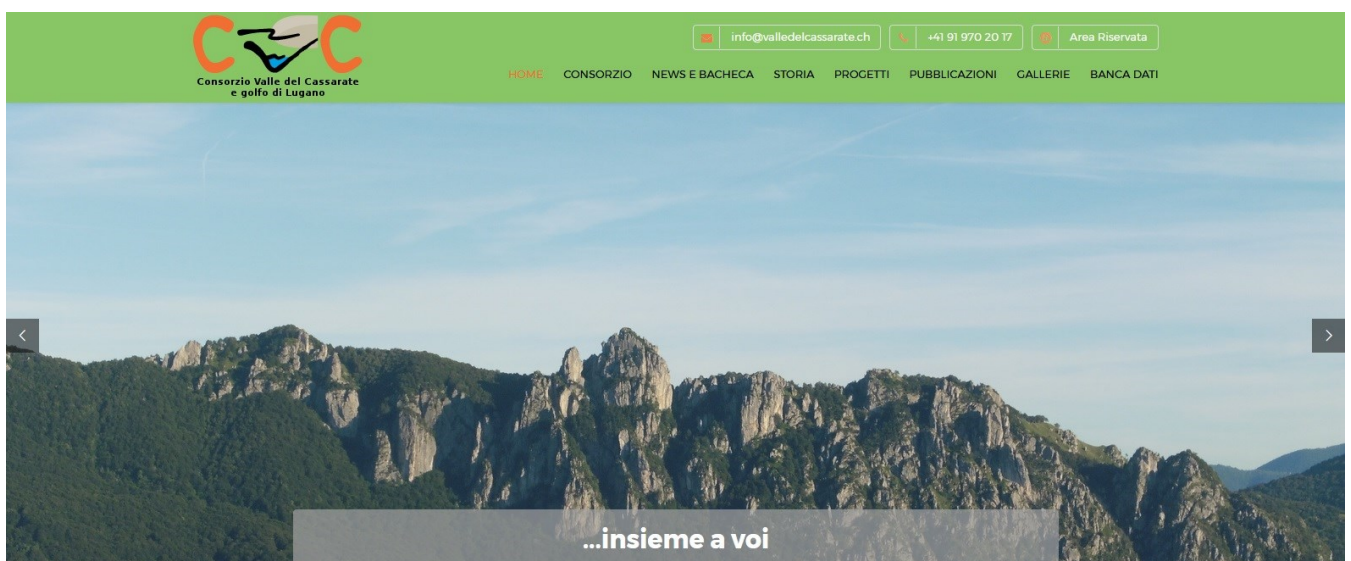 CVC
Consorzio Valle del Cassarate
e golfo di Lugano
info@valledelcassarate.ch
+41 91 970 20 17
@ Area Riservata
HOME CONSORZIO NEWS E BACHECA STORIA PROGETTI PUBBLICAZIONI GALLERIE BANCA DATI
...insieme a voi